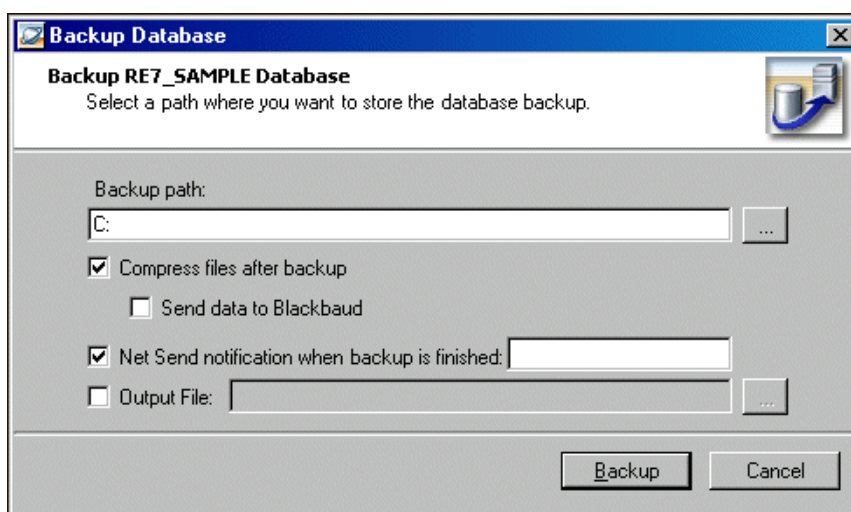 Backup Database
Backup RE7_SAMPLE Database
Select a path where you want to store the database backup.
Backup path:
C:
...
Compress files after backup
Send data to Blackbaud
Net Send notification when backup is finished:
Output File:
...
Backup
Cancel